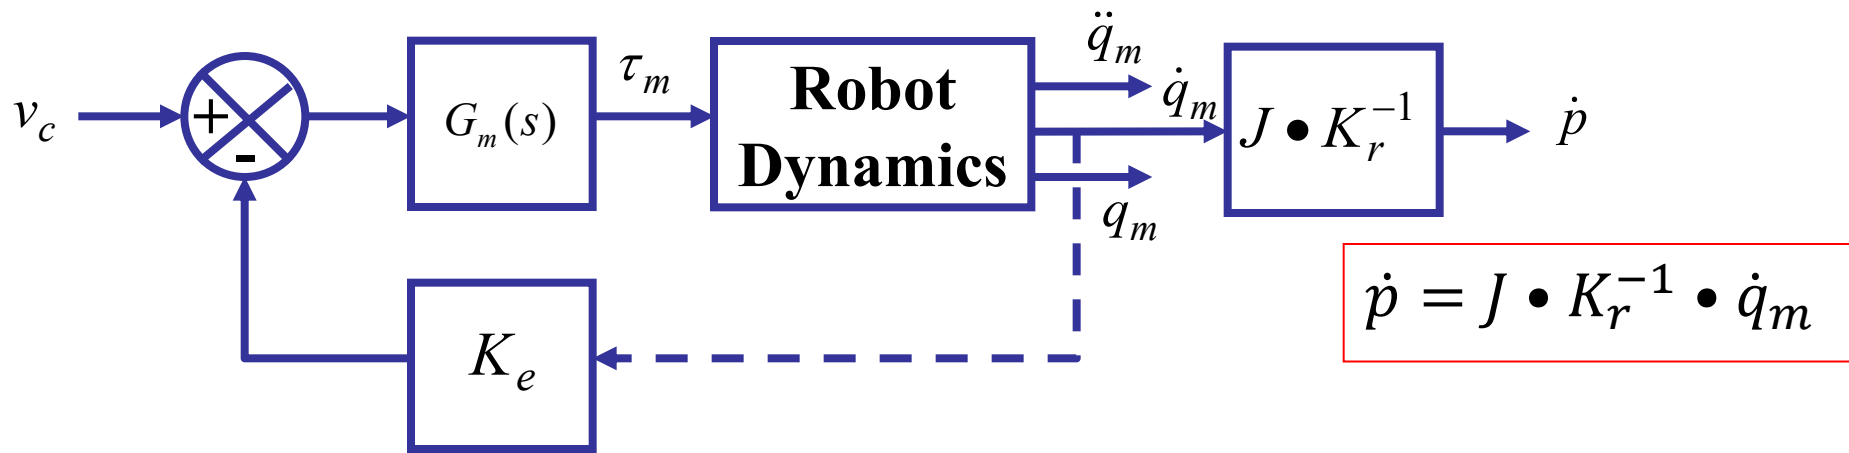 v_c
+
-
G_m(s)
τ_m
Robot
Dynamics
q̈_m
q̇_m
q_m
J • K_r^{-1}
ṗ
K_e
ṗ = J • K_r^{-1} • q̇_m